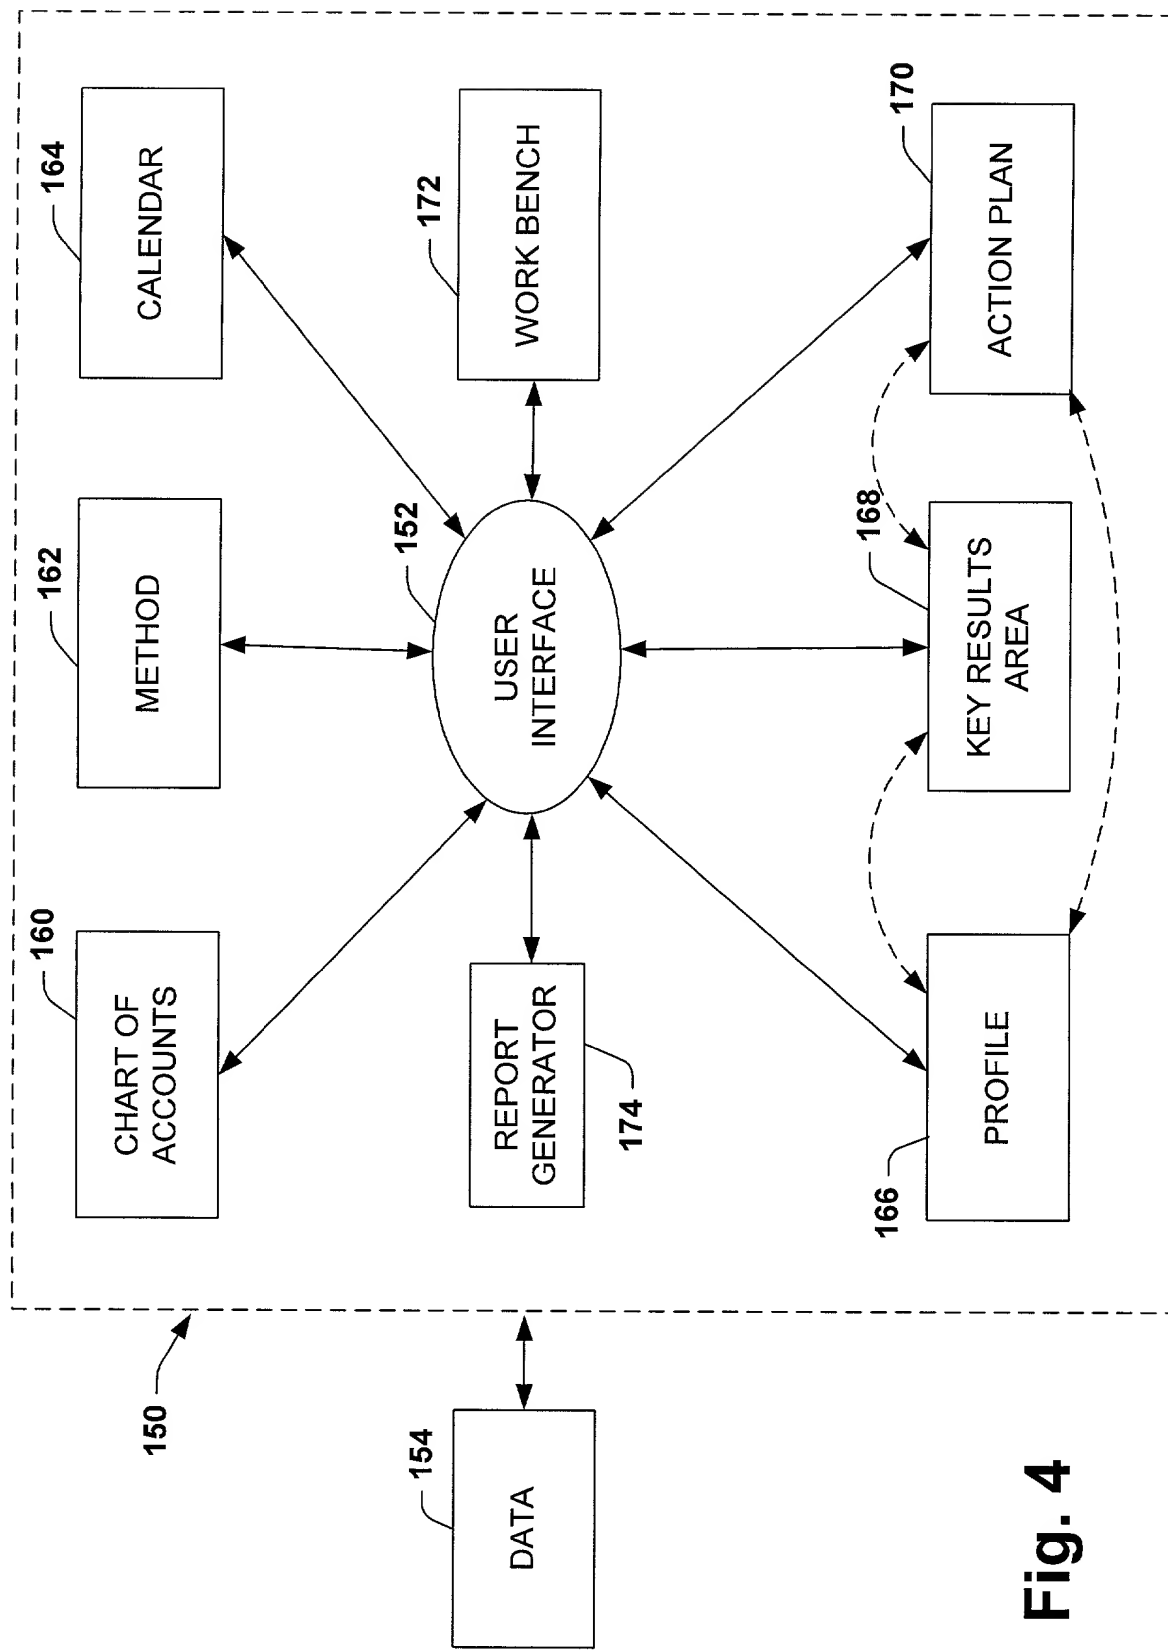 160
162
164
CHART OF
ACCOUNTS
METHOD
CALENDAR
150
152
172
154
DATA
REPORT
GENERATOR
USER
INTERFACE
WORK BENCH
174
166
168
170
PROFILE
KEY RESULTS
AREA
ACTION PLAN
Fig. 4